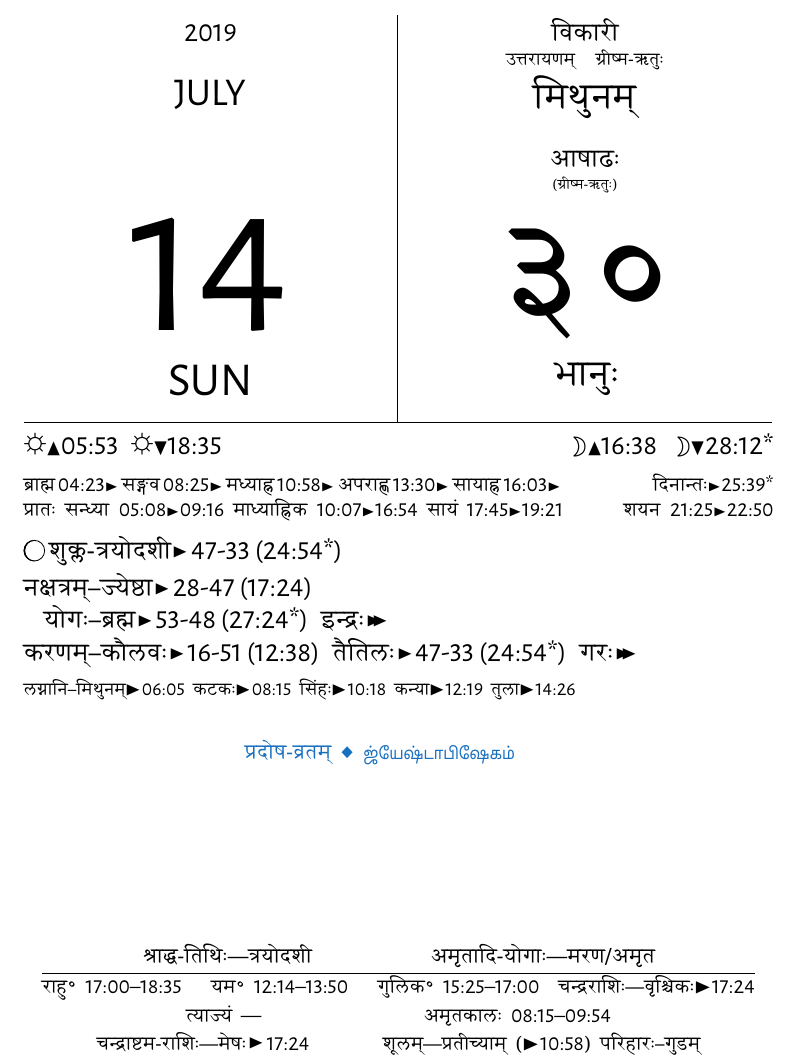 2019
JULY
14
SUN
विकारी
उत्तरायणम् ग्रीष्म-ऋतुः
मिथुनम्
आषाढः
(ग्रीष्म-ऋतुः)
३०
भानुः
☼▲05:53 ☼▼18:35 ☽▲16:38 ☽▼28:12*
ब्राह्म 04:23► सङ्गव 08:25► मध्याह्न 10:58► अपराह्ण 13:30► सायाह्न 16:03► दिनान्तः►25:39*
प्रातः सन्ध्या 05:08►09:16 माध्याह्निक 10:07►16:54 सायं 17:45►19:21 शयन 21:25►22:50
◯शुक्ल-त्रयोदशी► 47-33 (24:54*)
नक्षत्रम्–ज्येष्ठा► 28-47 (17:24)
योगः–ब्रह्म► 53-48 (27:24*) इन्द्रः►►
करणम्–कौलवः►16-51 (12:38) तैतिलः►47-33 (24:54*) गरः►►
लग्नानि–मिथुनम्►06:05 कटकः►08:15 सिंहः►10:18 कन्या►12:19 तुला►14:26
प्रदोष-व्रतम् ◆ ஜ்யேஷ்டாபிஷேகம்
श्राद्ध-तिथिः—त्रयोदशी अमृतादि-योगाः—मरण/अमृत
राहु° 17:00–18:35 यम° 12:14–13:50 गुलिक° 15:25–17:00 चन्द्रराशिः—वृश्चिकः►17:24
त्याज्यं — अमृतकालः 08:15–09:54
चन्द्राष्टम-राशिः—मेषः►17:24 शूलम्—प्रतीच्याम् (►10:58) परिहारः–गुडम्